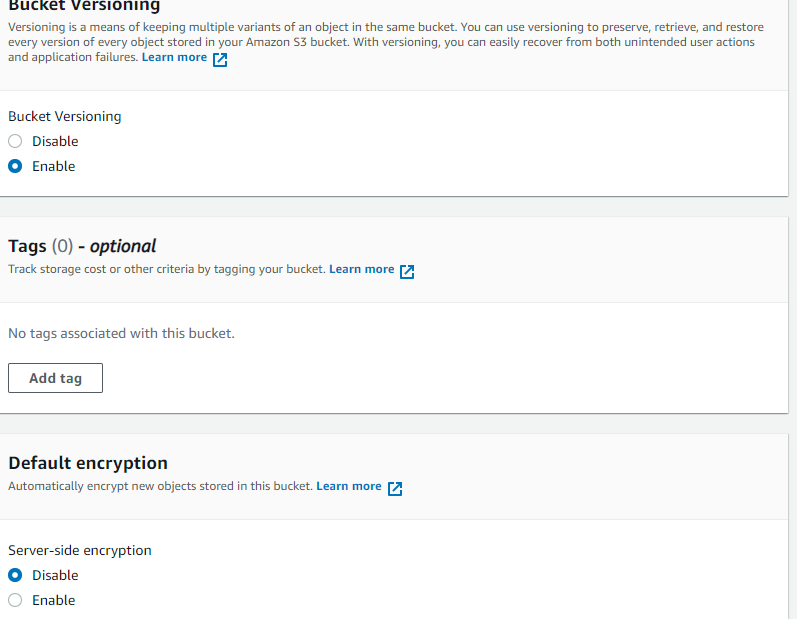 Bucket Versioning
Versioning is a means of keeping multiple variants of an object in the same bucket. You can use versioning to preserve, retrieve, and restore
every version of every object stored in your Amazon S3 bucket. With versioning, you can easily recover from both unintended user actions
and application failures. Learn more
Bucket Versioning
Disable
Enable
Tags (0) - optional
Track storage cost or other criteria by tagging your bucket. Learn more
No tags associated with this bucket.
Add tag
Default encryption
Automatically encrypt new objects stored in this bucket. Learn more
Server-side encryption
Disable
Enable